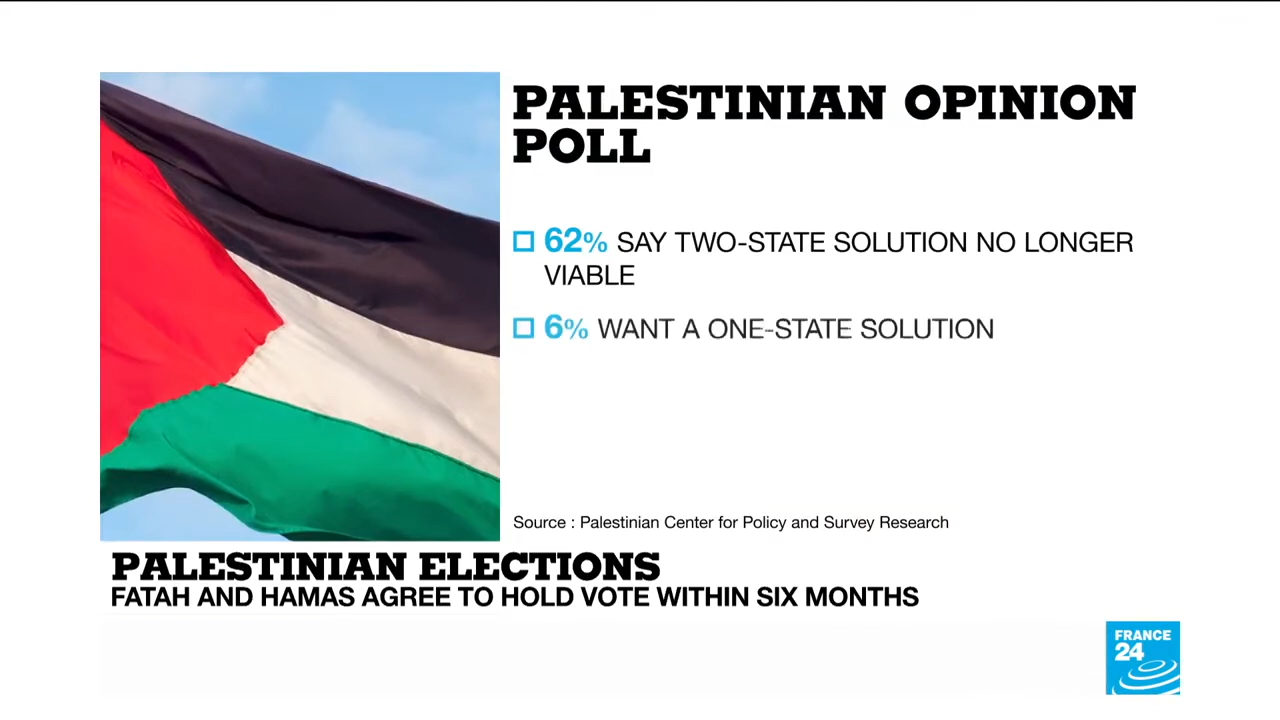 PALESTINIAN OPINION
POLL
62% SAY TWO-STATE SOLUTION NO LONGER
VIABLE
6% WANT A ONE-STATE SOLUTION
Source : Palestinian Center for Policy and Survey Research
PALESTINIAN ELECTIONS
FATAH AND HAMAS AGREE TO HOLD VOTE WITHIN SIX MONTHS
FRANCE
24